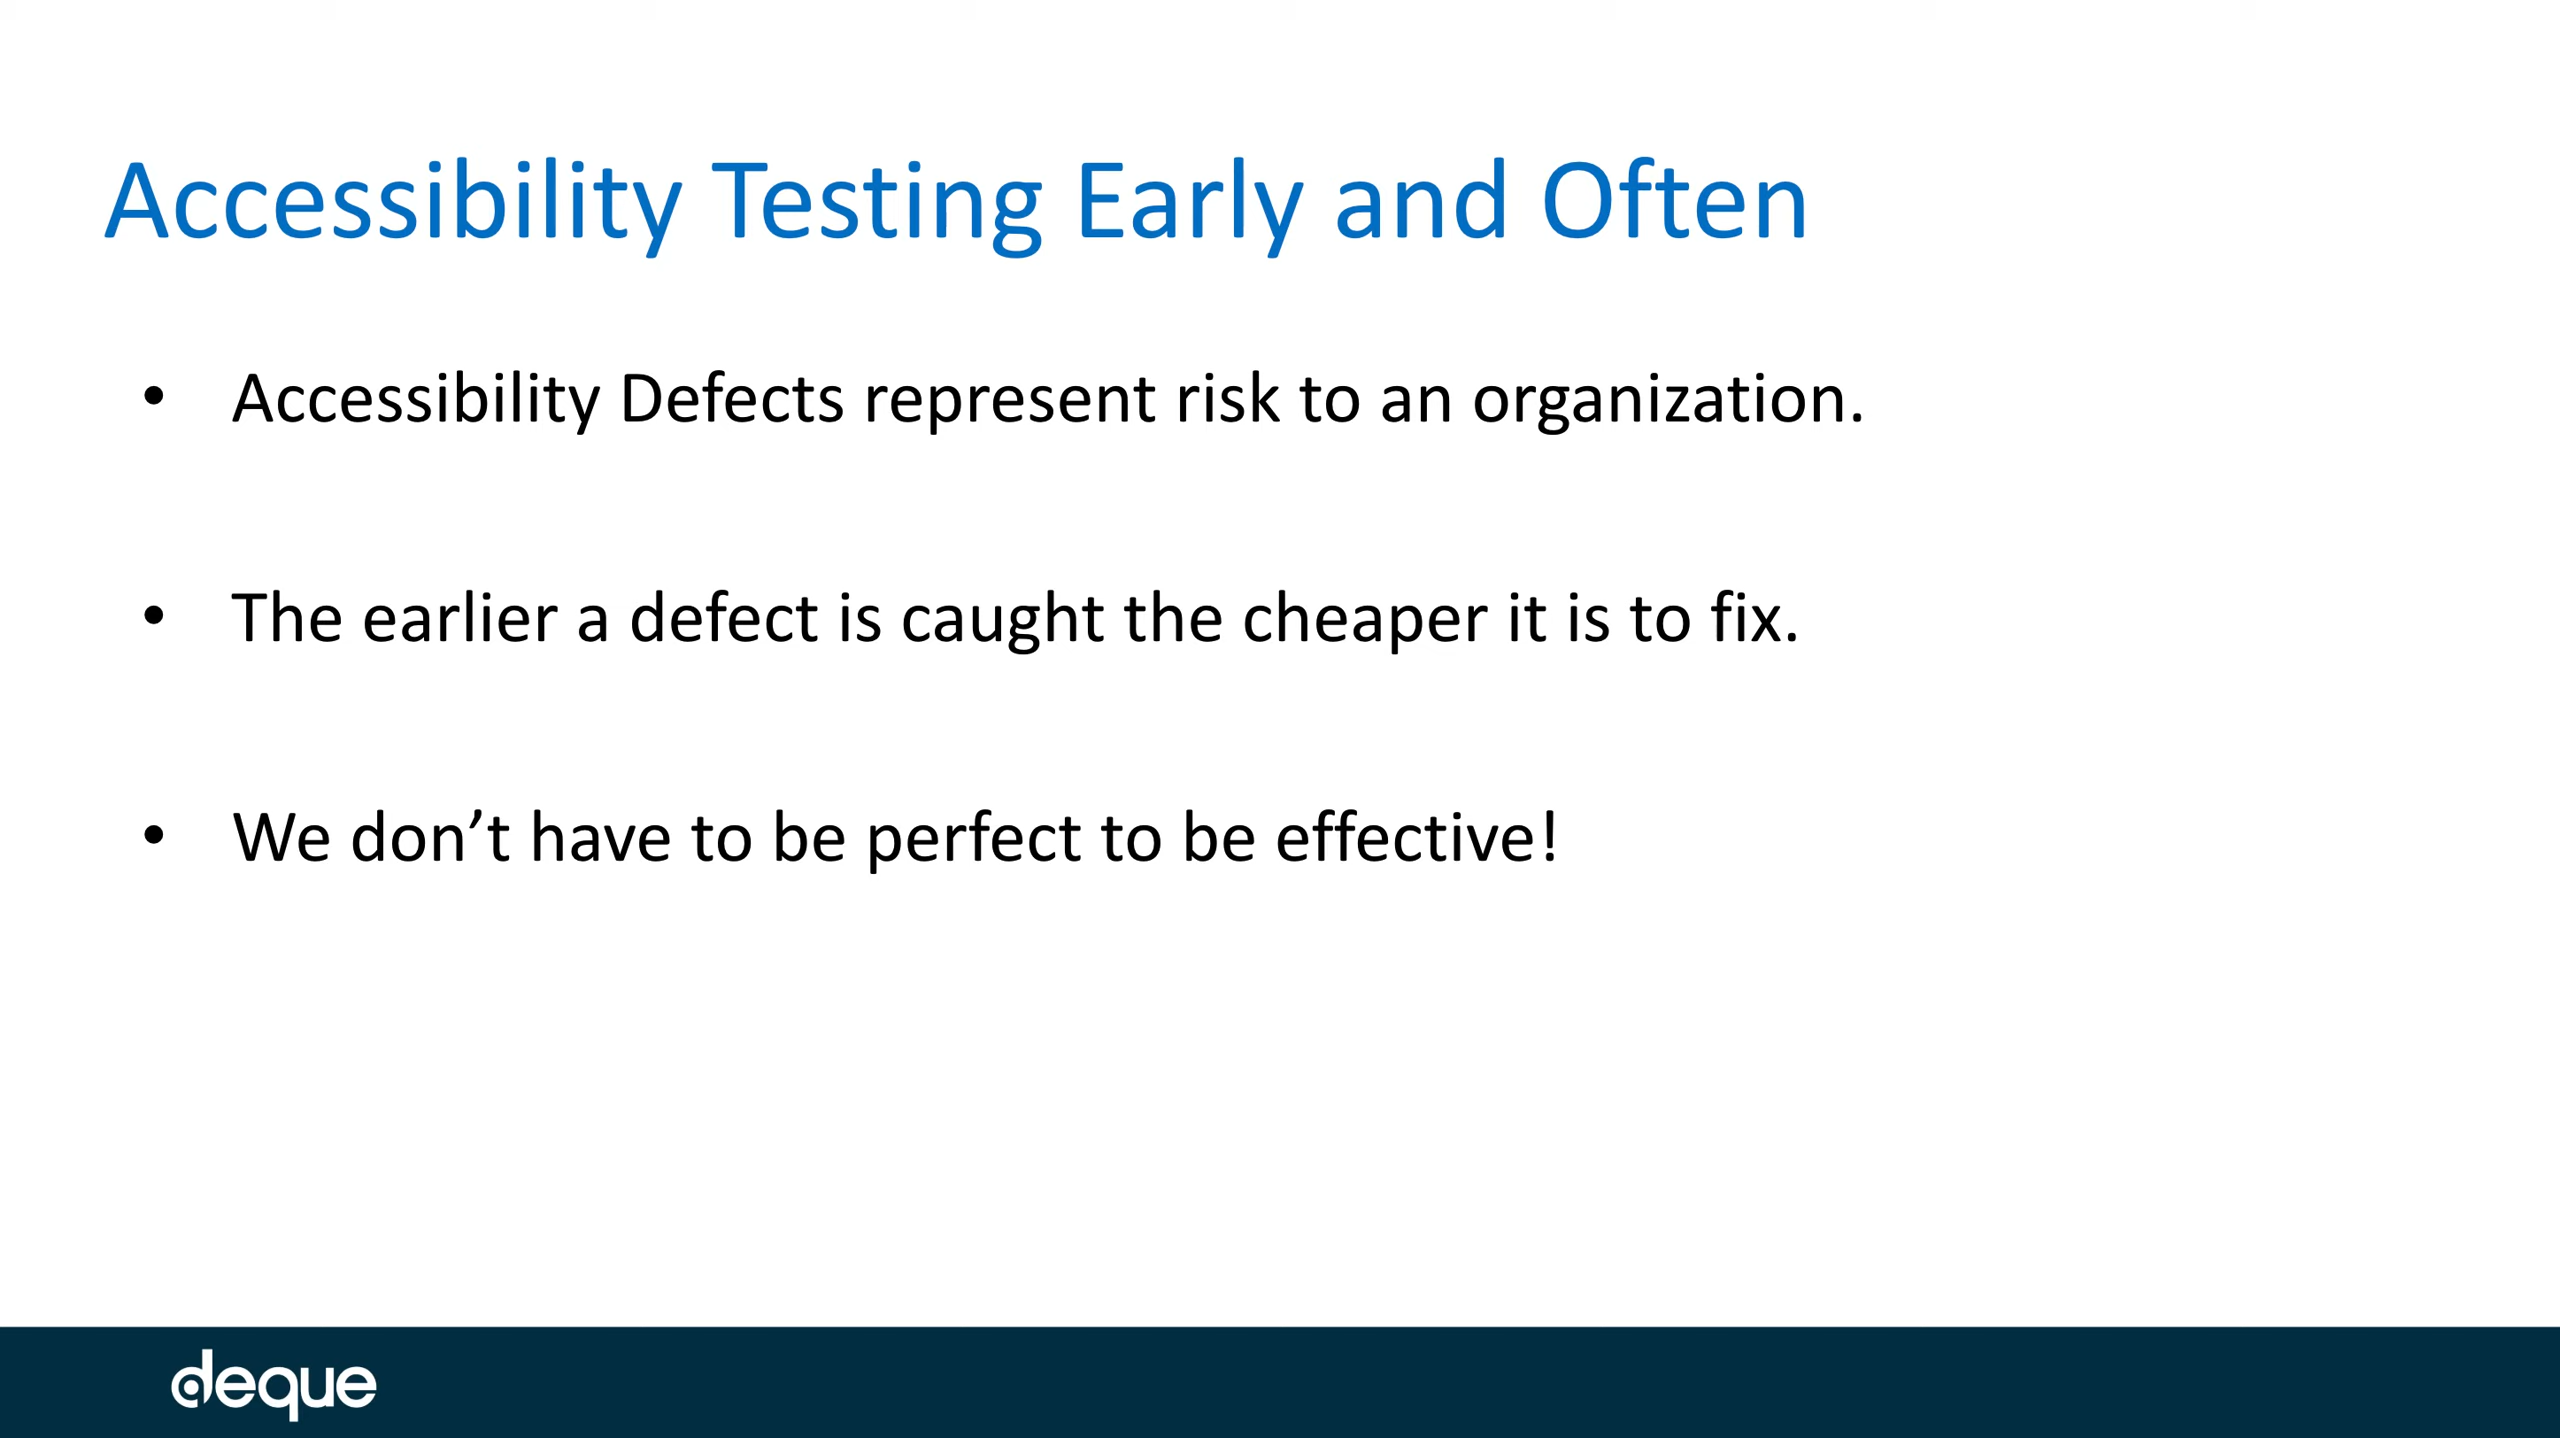 Accessibility Testing Early and Often
• Accessibility Defects represent risk to an organization.
• The earlier a defect is caught the cheaper it is to fix.
• We don’t have to be perfect to be effective!
deque